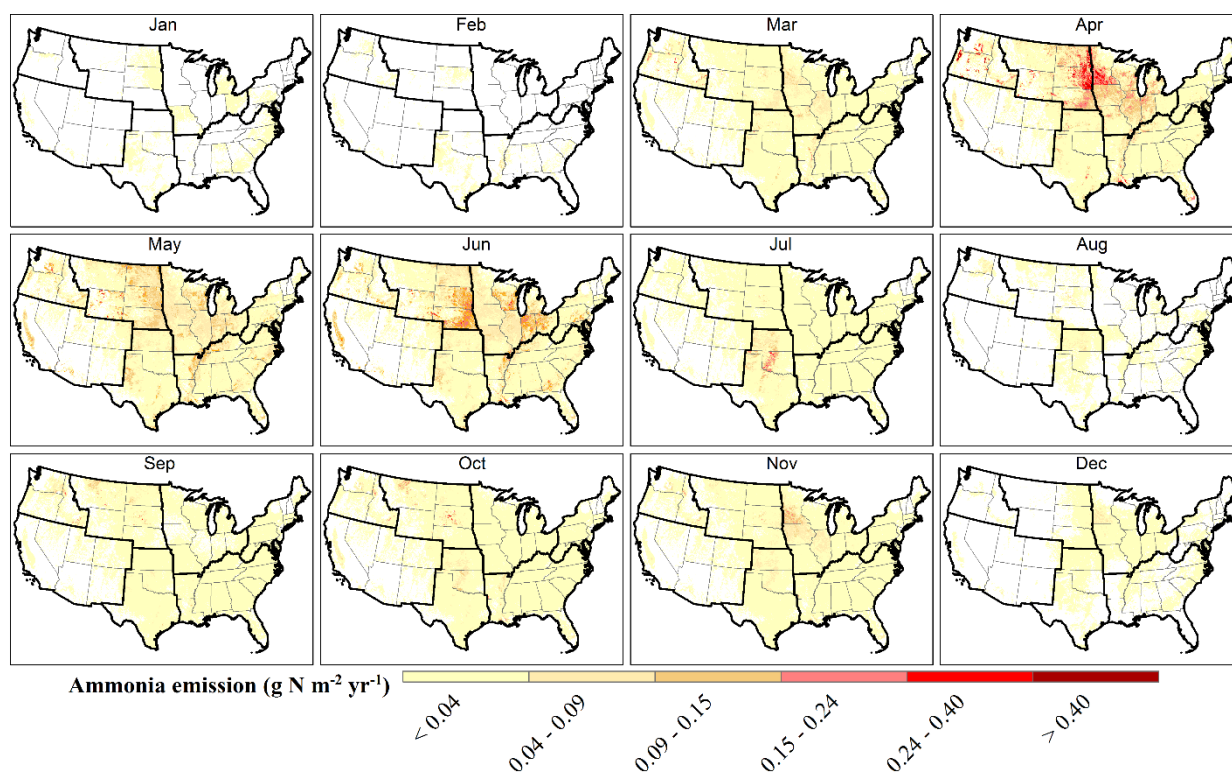 Jan Feb Mar Apr
May Jun Jul Aug
Sep Oct Nov Dec
Ammonia emission (g N m⁻² yr⁻¹)
< 0.04 0.04 - 0.09 0.09 - 0.15 0.15 - 0.24 0.24 - 0.40 > 0.40